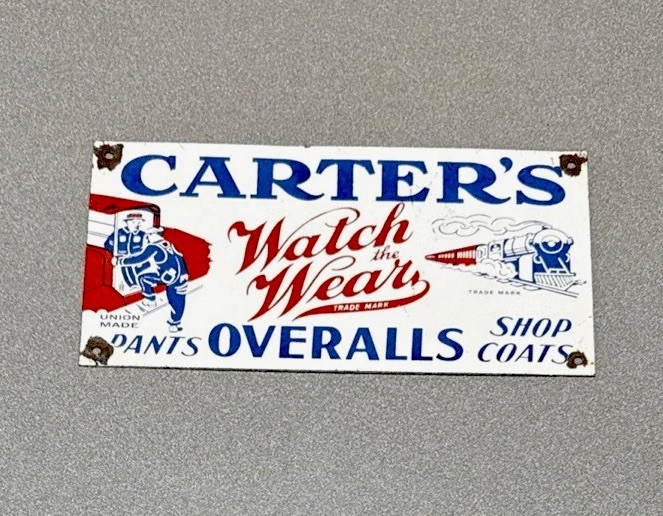 CARTER'S
Watch the Wear
TRADE MARK
TRADE MARK
UNION MADE
PANTS OVERALLS SHOP COATS